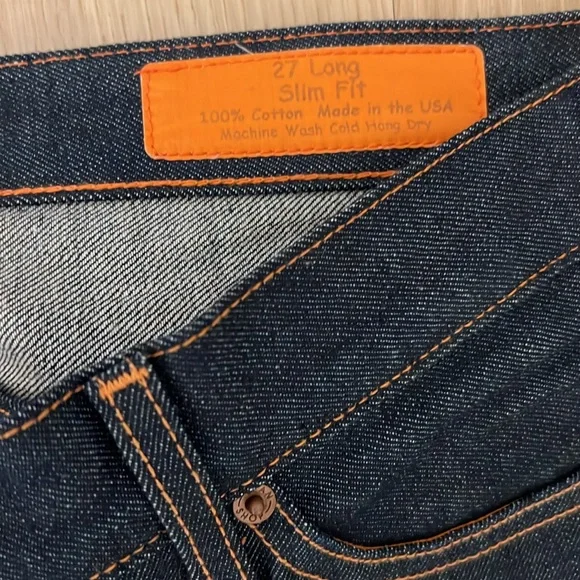 27 Long
Slim Fit
100% Cotton Made in the USA
Machine Wash Cold Hang Dry